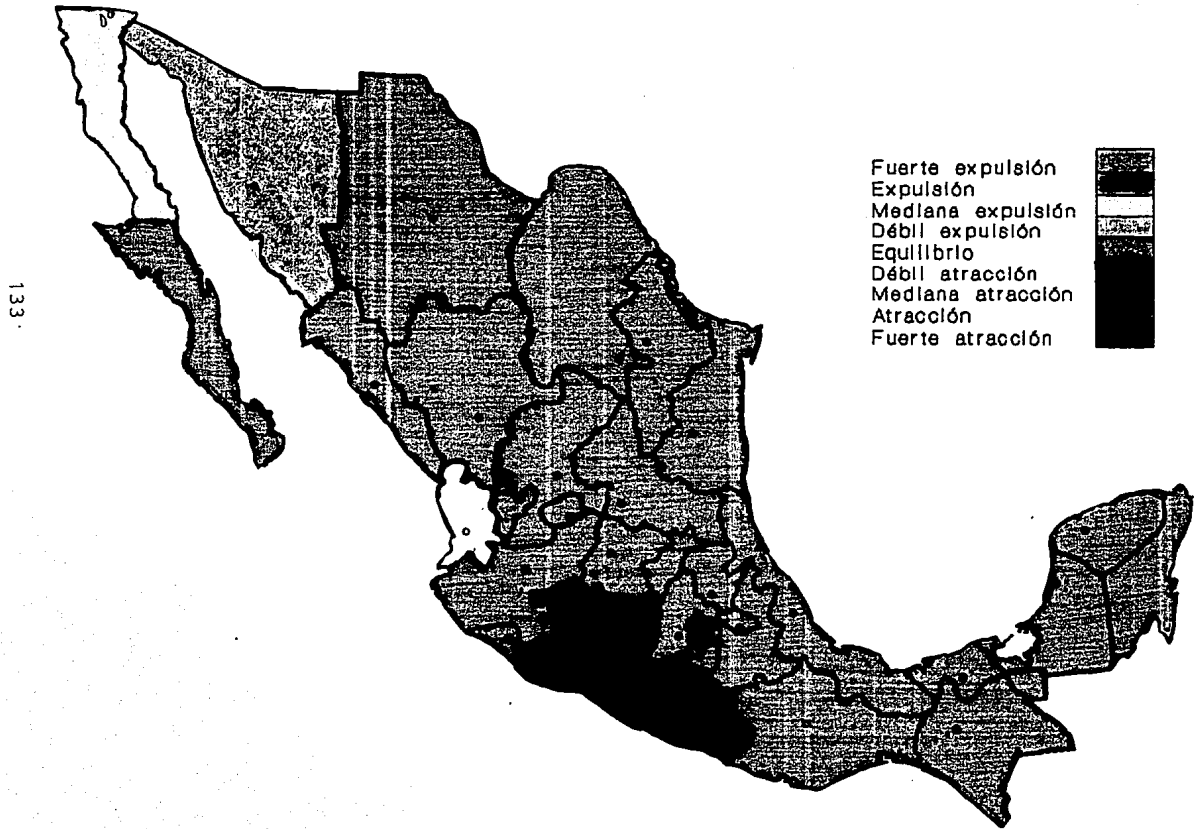 Fuerte expulsión
Expulsión
Mediana expulsión
Débil expulsión
Equilibrio
Débil atracción
Mediana atracción
Atracción
Fuerte atracción
133.